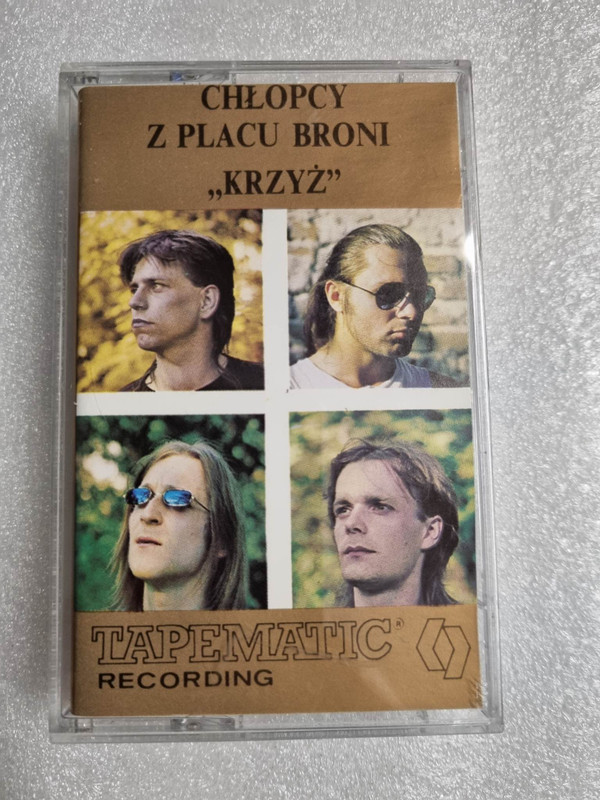 CHŁOPCY
Z PLACU BRONI
„KRZYŻ”
TAPEMATIC®
RECORDING